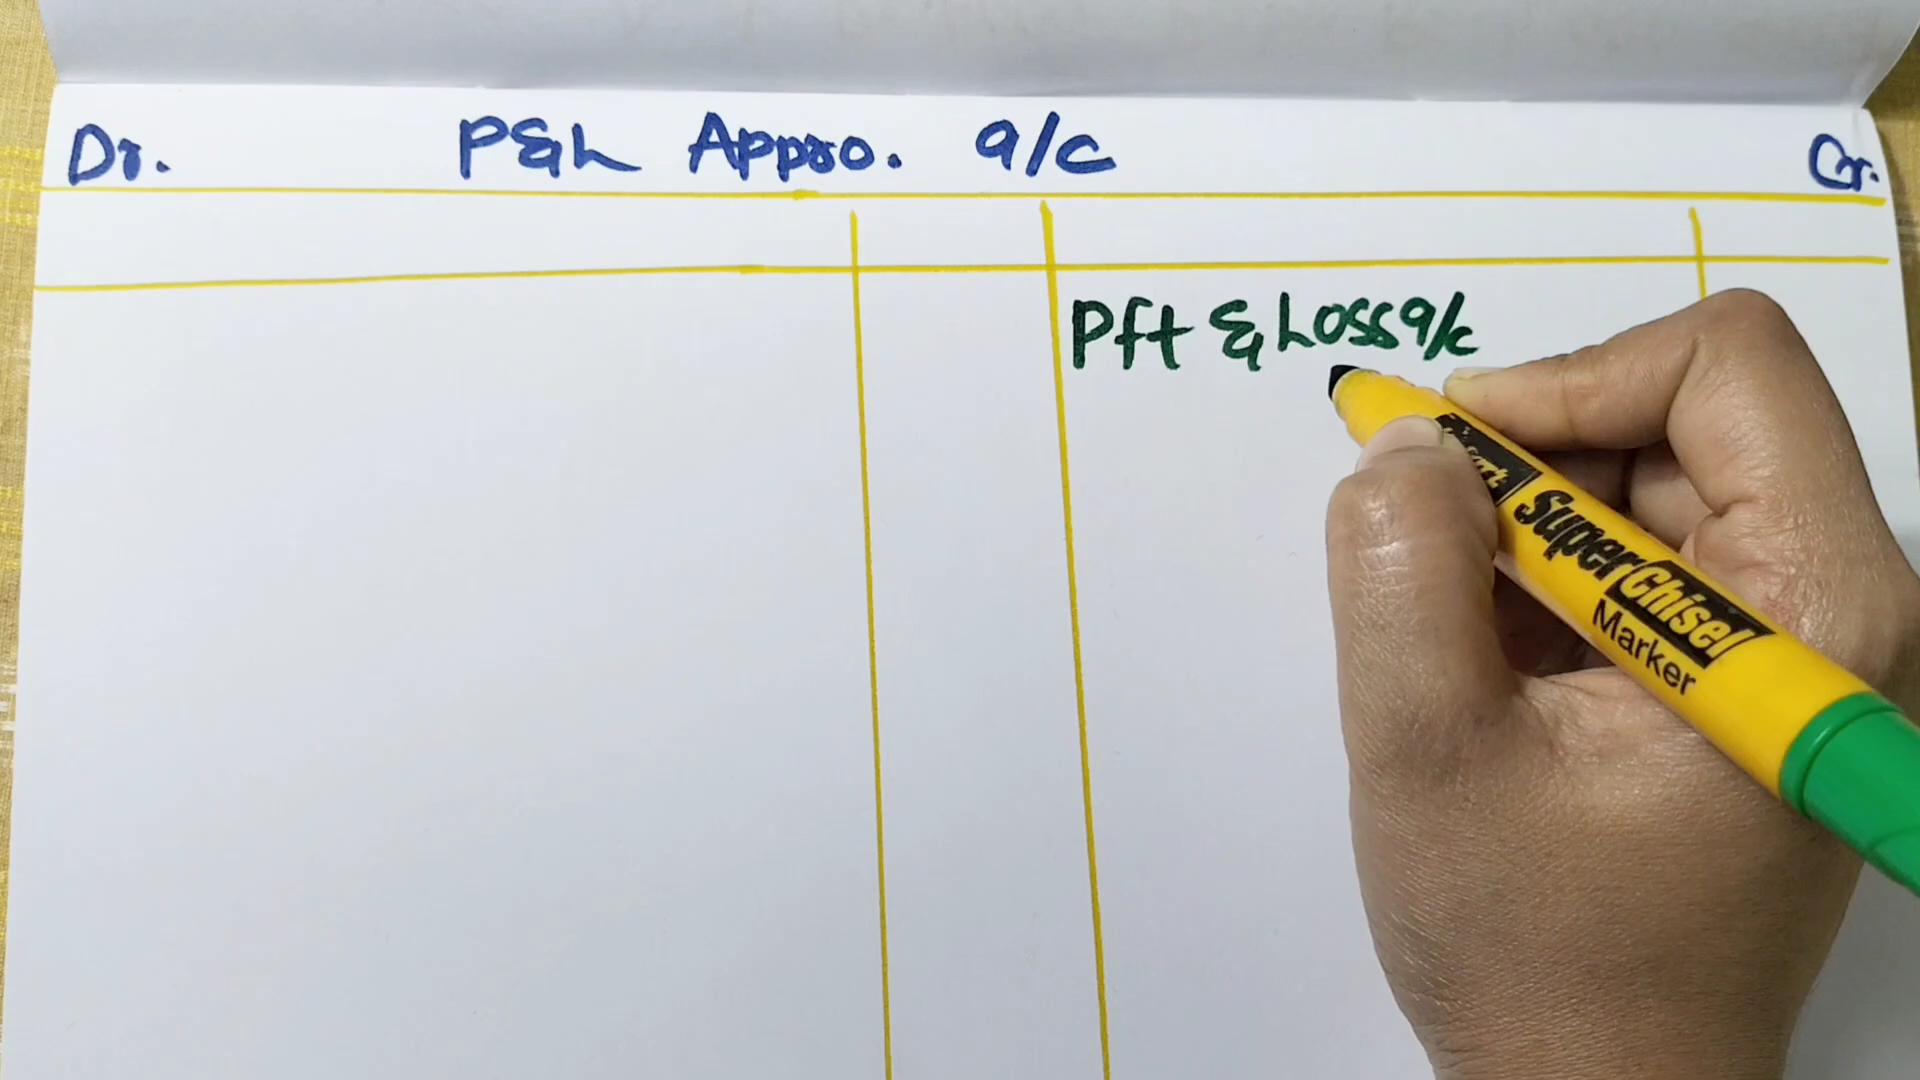 Dr. P&L Appro. a/c Cr.
Pft & Loss a/c
Super Chisel
Marker